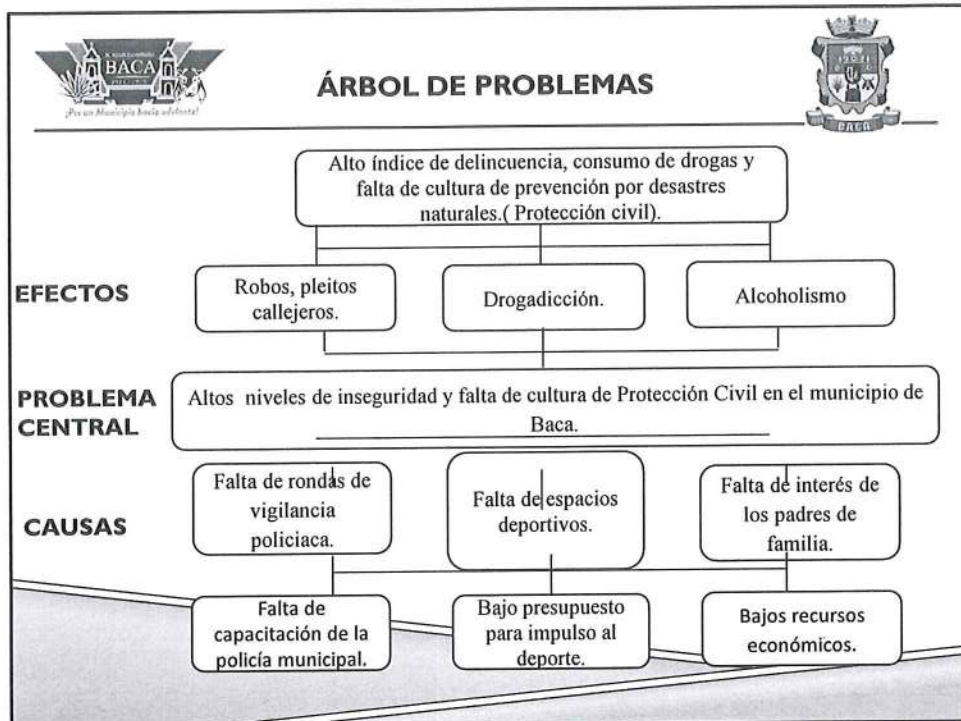 BACA
¡Por un Municipio hacia adelante!
ÁRBOL DE PROBLEMAS
BACA
Alto índice de delincuencia, consumo de drogas y
falta de cultura de prevención por desastres
naturales.( Protección civil).
EFECTOS
Robos, pleitos
callejeros.
Drogadicción.
Alcoholismo
PROBLEMA
CENTRAL
Altos niveles de inseguridad y falta de cultura de Protección Civil en el municipio de
Baca.
CAUSAS
Falta de rondas de
vigilancia
policiaca.
Falta de espacios
deportivos.
Falta de interés de
los padres de
familia.
Falta de
capacitación de la
policía municipal.
Bajo presupuesto
para impulso al
deporte.
Bajos recursos
económicos.